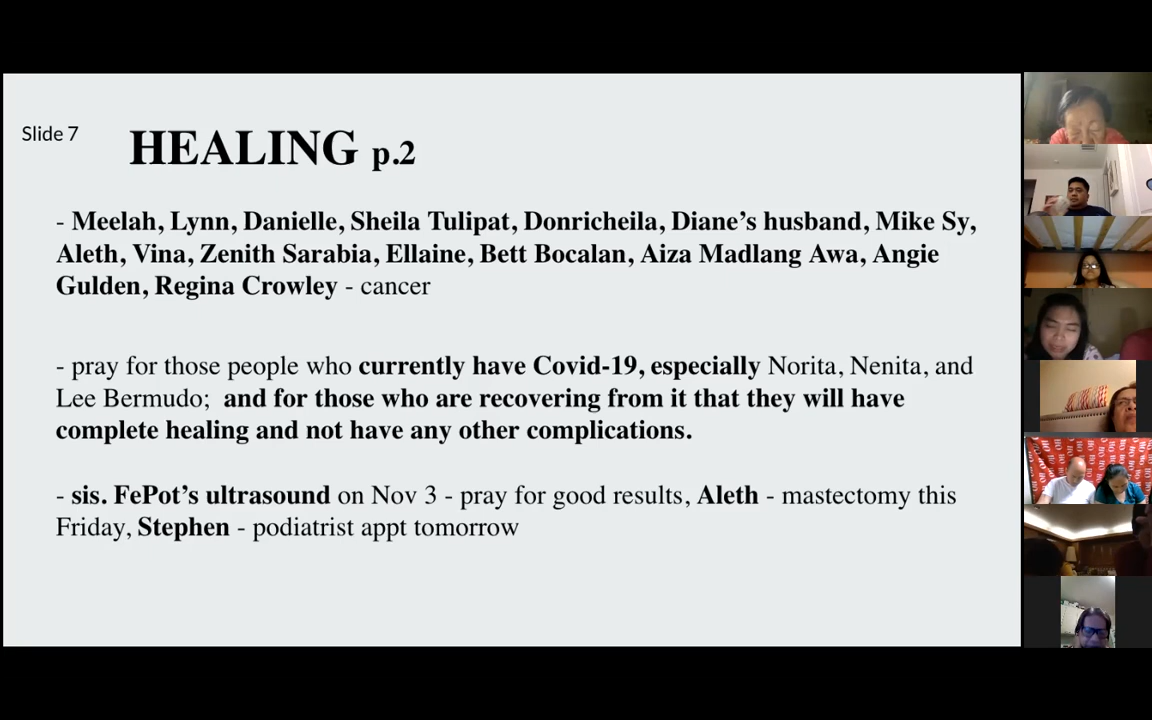 Slide 7
HEALING p.2
- Meelah, Lynn, Danielle, Sheila Tulipat, Donricheila, Diane’s husband, Mike Sy,
Aleth, Vina, Zenith Sarabia, Ellaine, Bett Bocalan, Aiza Madlang Awa, Angie
Gulden, Regina Crowley - cancer
- pray for those people who currently have Covid-19, especially Norita, Nenita, and
Lee Bermudo; and for those who are recovering from it that they will have
complete healing and not have any other complications.
- sis. FePot’s ultrasound on Nov 3 - pray for good results, Aleth - mastectomy this
Friday, Stephen - podiatrist appt tomorrow